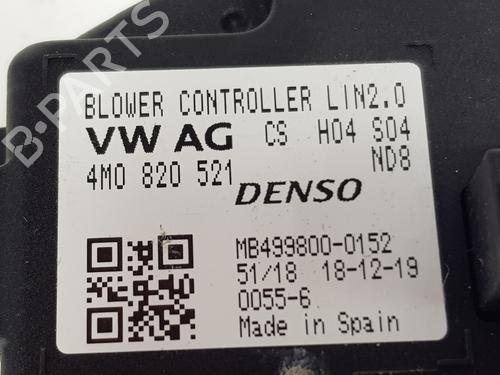 BLOWER CONTROLLER LIN2.0
VW AG CS H04 S04
4M0 820 521 ND8
DENSO
MB499800-0152
51/18 18-12-19
0055-6
Made in Spain
B-PARTS